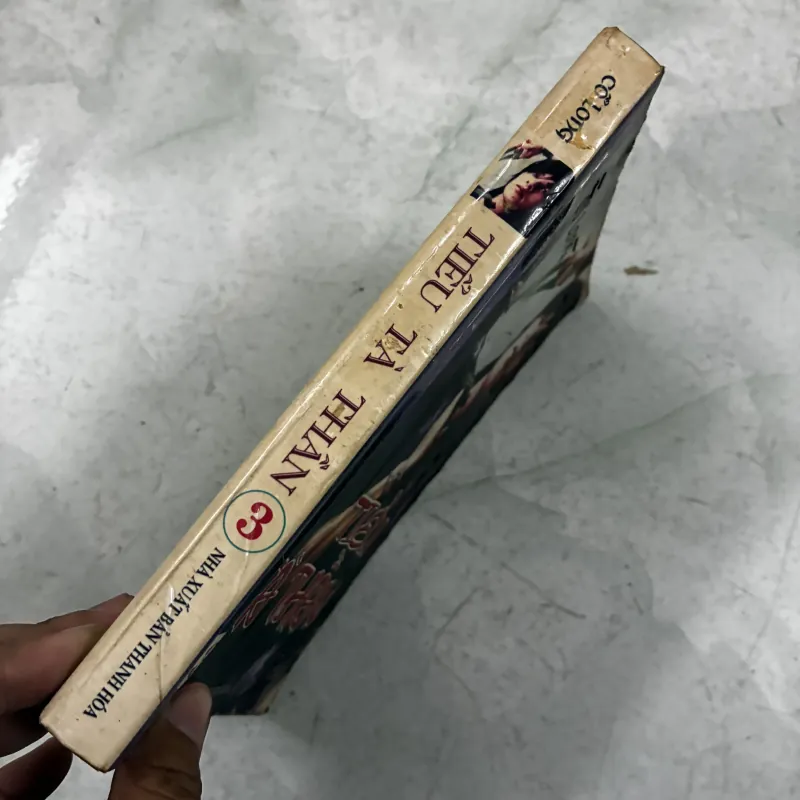 CỔ LONG
TIỂU TÀ THẦN
3
NHÀ XUẤT BẢN THANH HÓA